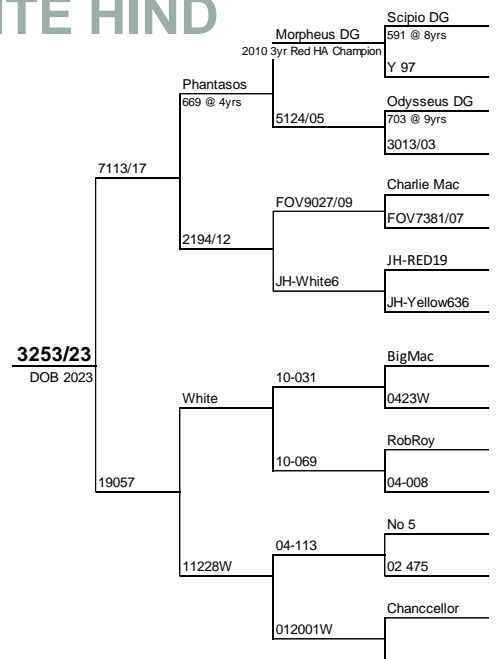 ITE HIND
Scipio DG
Morpheus DG
591 @ 8yrs
2010 3yr Red HA Champion
Y 97
Phantasos
669 @ 4yrs
Odysseus DG
5124/05
703 @ 9yrs
3013/03
7113/17
Charlie Mac
FOV9027/09
FOV7381/07
2194/12
JH-RED19
JH-White6
JH-Yellow636
3253/23
DOB 2023
BigMac
10-031
White
0423W
RobRoy
10-069
04-008
19057
No 5
04-113
11228W
02 475
Chanccellor
012001W